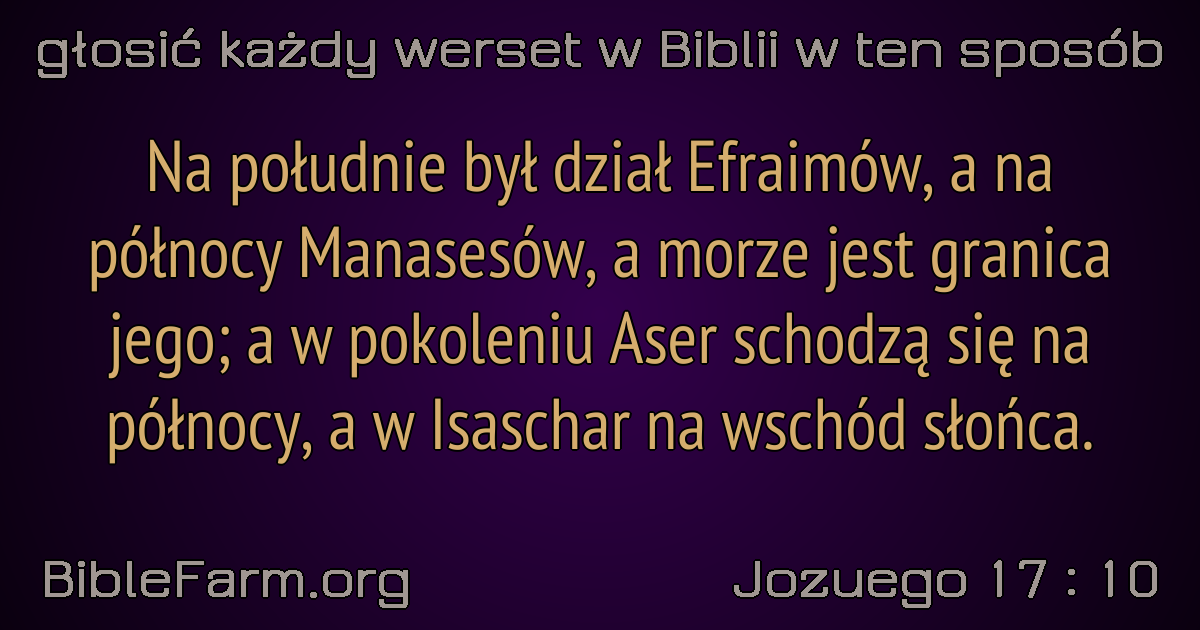 głosić każdy werset w Biblii w ten sposób
Na południe był dział Efraimów, a na
północy Manasesów, a morze jest granica
jego; a w pokoleniu Aser schodzą się na
północy, a w Isaschar na wschód słońca.
BibleFarm.org
Jozuego 17 : 10